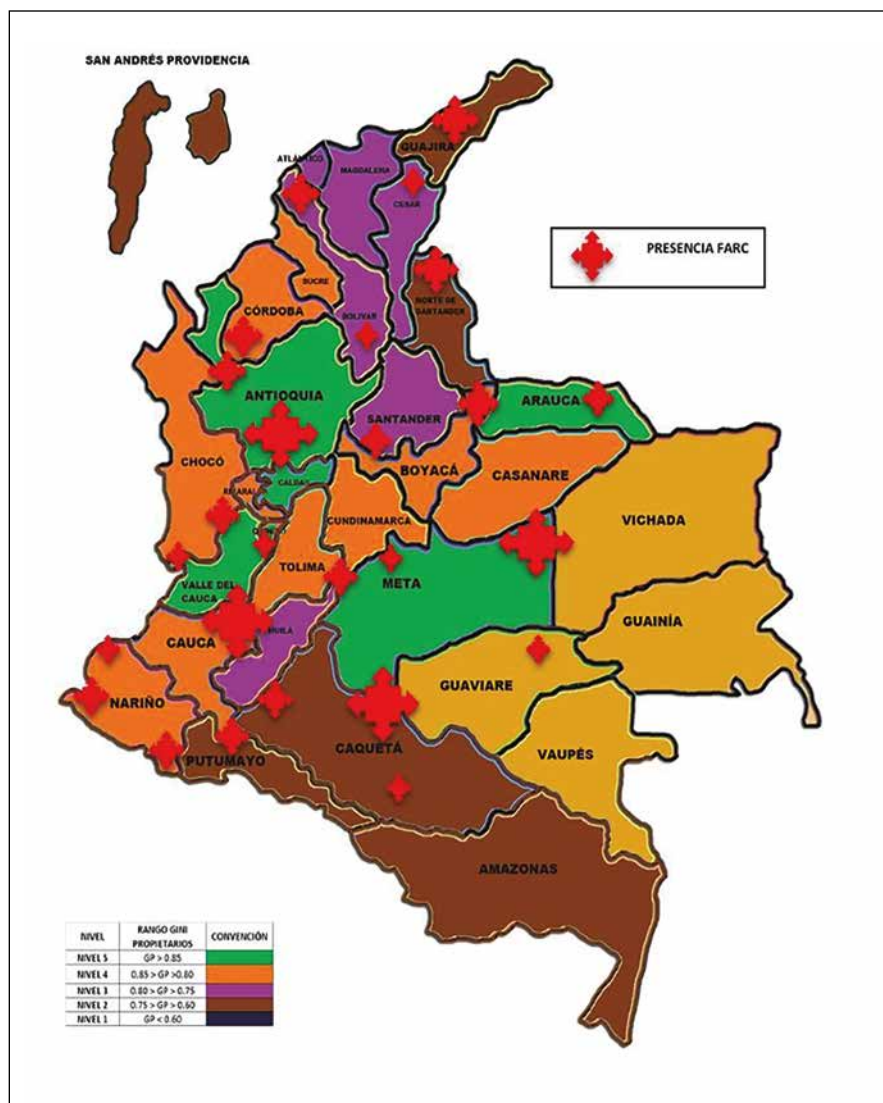 SAN ANDRÉS PROVIDENCIA
GUAJIRA
ATLÁNTICO
MAGDALENA
CESAR
PRESENCIA FARC
SUCRE
NORTE DE
SANTANDER
CÓRDOBA
BOLIVAR
ANTIOQUIA
ARAUCA
SANTANDER
CHOCÓ
BOYACÁ
CASANARE
CALDAS
CUNDINAMARCA
VICHADA
TOLIMA
META
VALLE DEL
CAUCA
GUAINÍA
HUILA
CAUCA
GUAVIARE
NARIÑO
CAQUETÁ
VAUPÉS
PUTUMAYO
AMAZONAS
NIVEL RANGO GINI PROPIETARIOS CONVENCIÓN
NIVEL 5 GP > 0.85
NIVEL 4 0.85 > GP >0.80
NIVEL 3 0.80 > GP > 0.75
NIVEL 2 0.75 > GP > 0.60
NIVEL 1 GP < 0.60